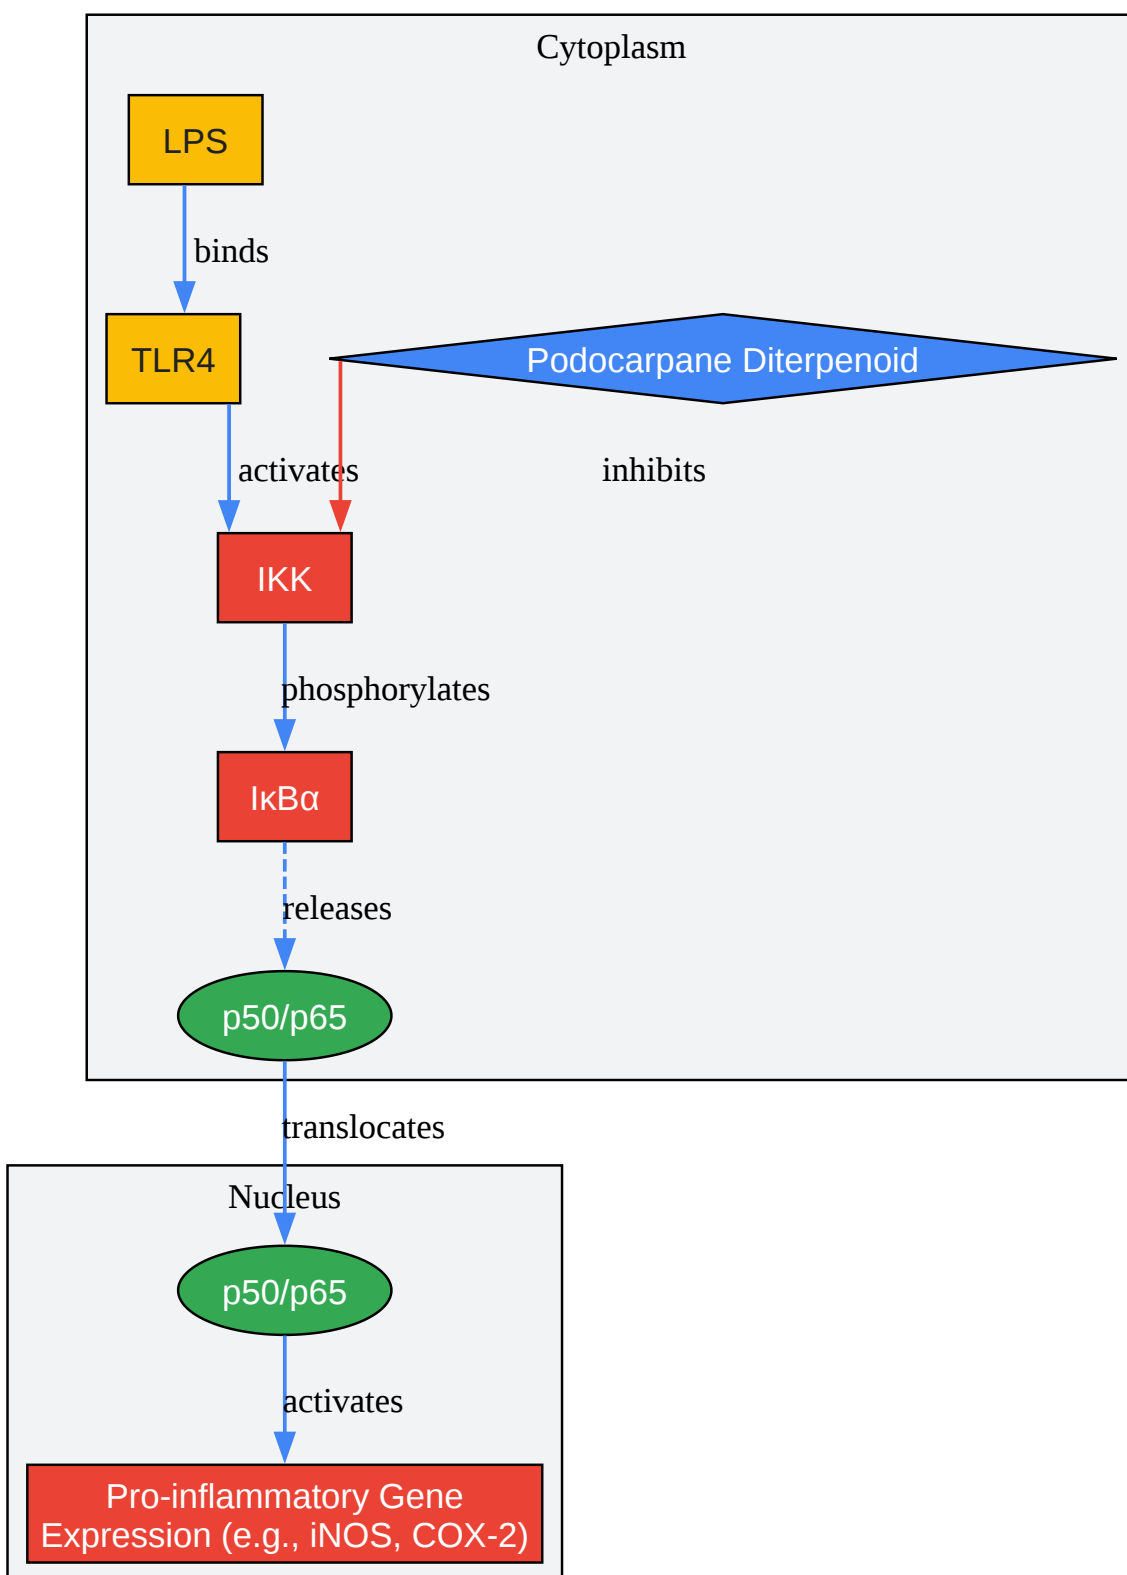 Cytoplasm
LPS
binds
TLR4
Podocarpane Diterpenoid
activates
inhibits
IKK
phosphorylates
IκBα
releases
p50/p65
translocates
Nucleus
p50/p65
activates
Pro-inflammatory Gene
Expression (e.g., iNOS, COX-2)